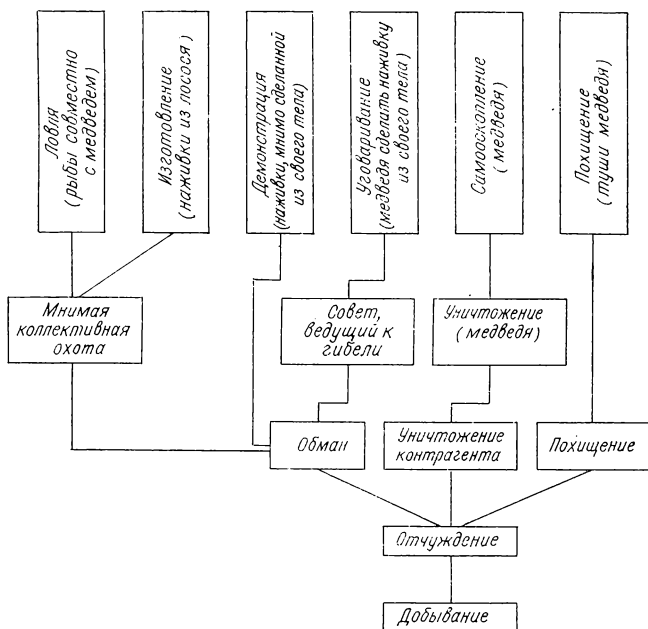 Ловля
(рыбы совместно
с медведем)
Изготовление
(наживки из лосося)
Демонстрация
(наживки, мнимо сделанной
из своего тела)
Уговаривание
(медведя сделать наживку
из своего тела)
Самооскопление
(медведя)
Похищение
(туши медведя)
Мнимая
коллективная
охота
Совет,
ведущий к
гибели
Уничтожение
(медведя)
Обман
Уничтожение
контрагента
Похищение
Отчуждение
Добывание